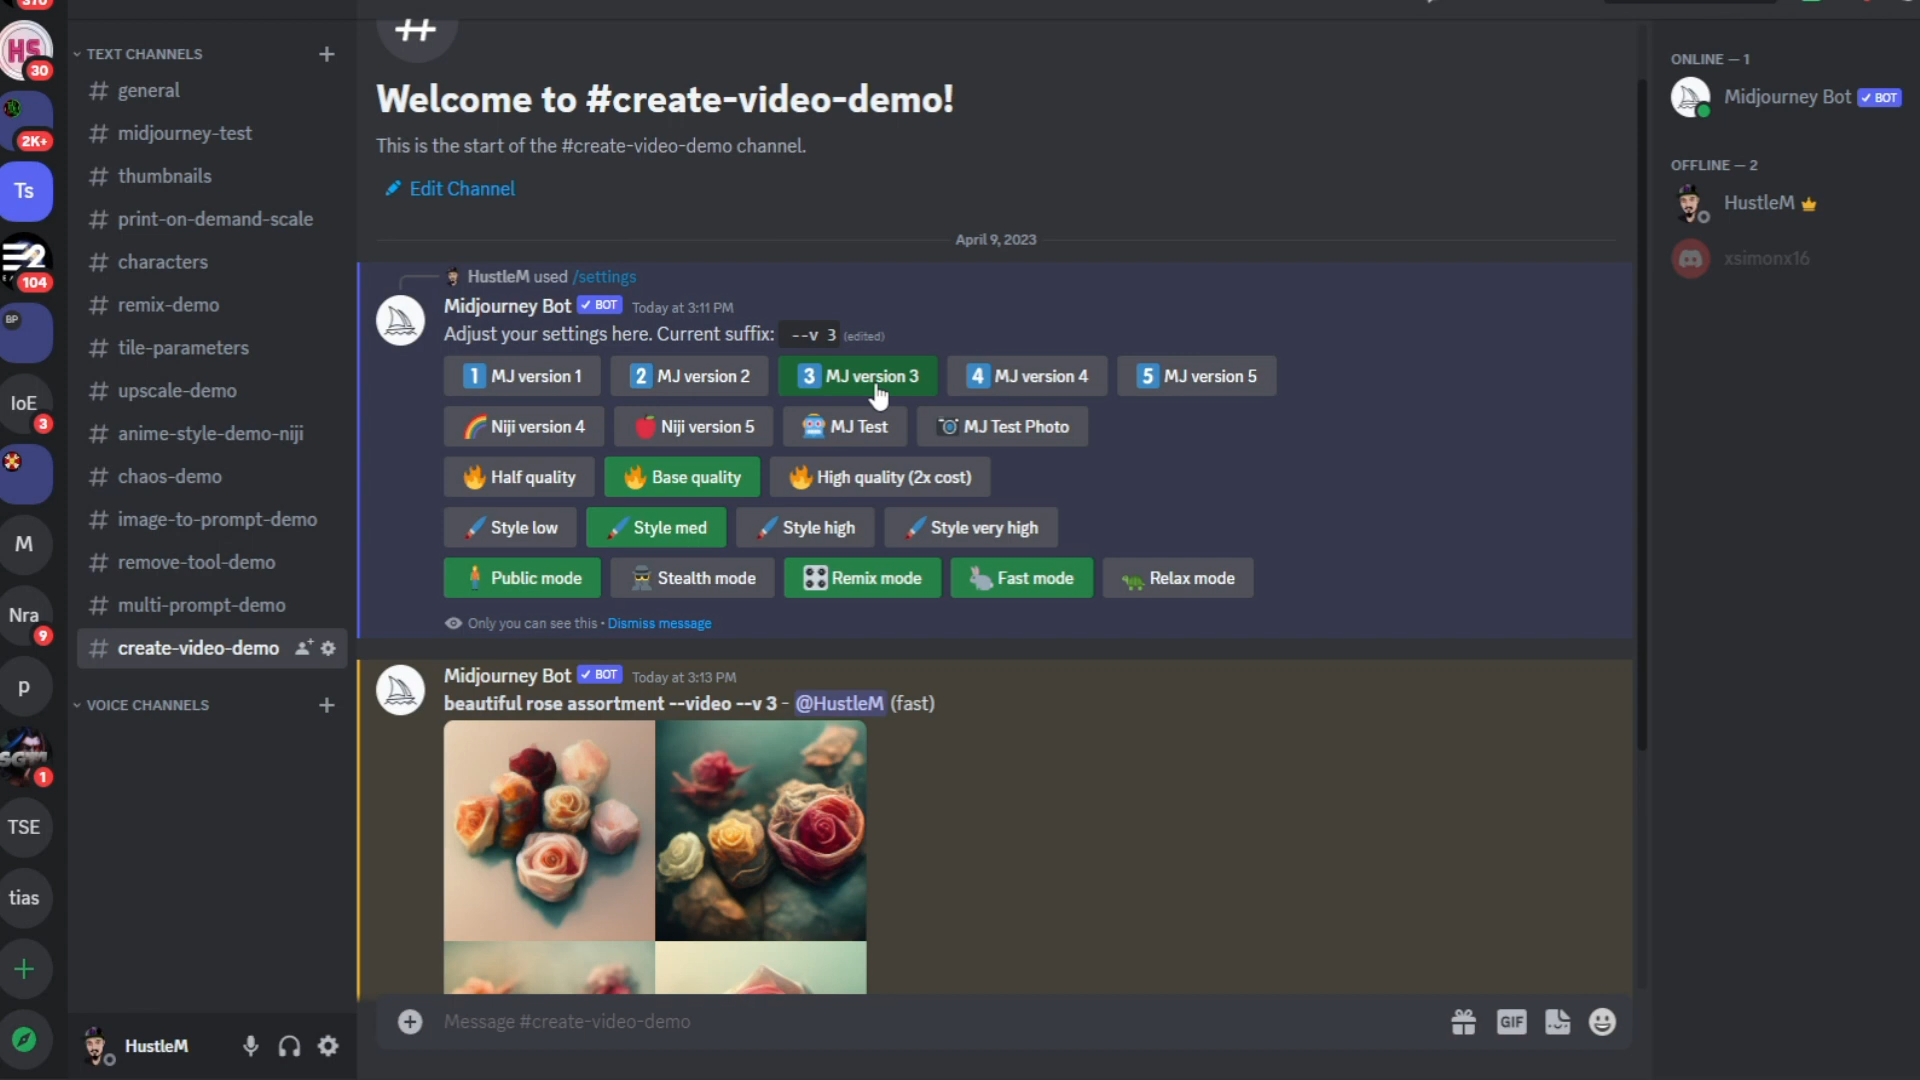 310
HS
30
2K+
Ts
104
BP
IoE
3
M
Nra
9
p
1
TSE
tias
TEXT CHANNELS
general
midjourney-test
thumbnails
print-on-demand-scale
characters
remix-demo
tile-parameters
upscale-demo
anime-style-demo-niji
chaos-demo
image-to-prompt-demo
remove-tool-demo
multi-prompt-demo
create-video-demo
VOICE CHANNELS
HustleM
Welcome to #create-video-demo!
This is the start of the #create-video-demo channel.
Edit Channel
April 9, 2023
HustleM used /settings
Midjourney Bot ✓ BOT Today at 3:11 PM
Adjust your settings here. Current suffix: --v 3 (edited)
1 MJ version 1 2 MJ version 2 3 MJ version 3 4 MJ version 4 5 MJ version 5
Niji version 4 Niji version 5 MJ Test MJ Test Photo
Half quality Base quality High quality (2x cost)
Style low Style med Style high Style very high
Public mode Stealth mode Remix mode Fast mode Relax mode
Only you can see this • Dismiss message
Midjourney Bot ✓ BOT Today at 3:13 PM
beautiful rose assortment --video --v 3 - @HustleM (fast)
Message #create-video-demo
GIF
ONLINE — 1
Midjourney Bot ✓ BOT
OFFLINE — 2
HustleM
xsimonx16